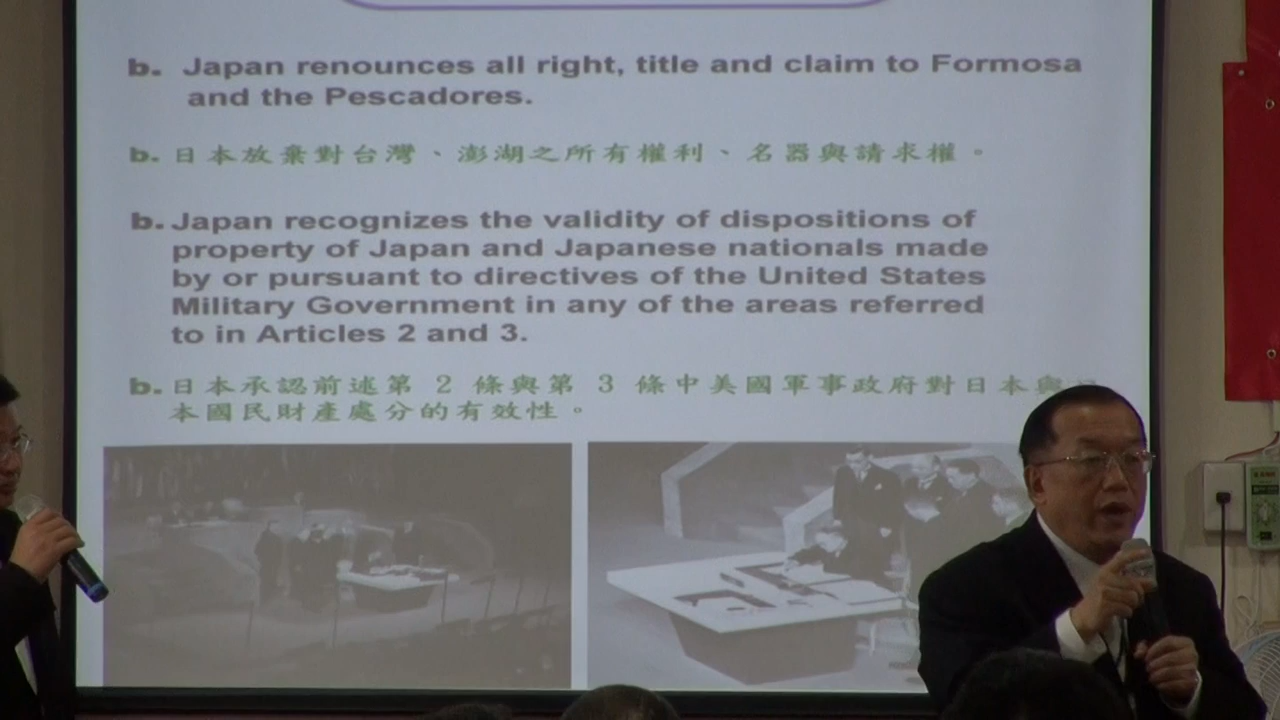 b. Japan renounces all right, title and claim to Formosa
and the Pescadores.
b. 日本放棄對台灣、澎湖之所有權利、名器與請求權。
b. Japan recognizes the validity of dispositions of
property of Japan and Japanese nationals made
by or pursuant to directives of the United States
Military Government in any of the areas referred
to in Articles 2 and 3.
b. 日本承認前述第 2 條與第 3 條中美國軍事政府對日本與
本國民財產處分的有效性。